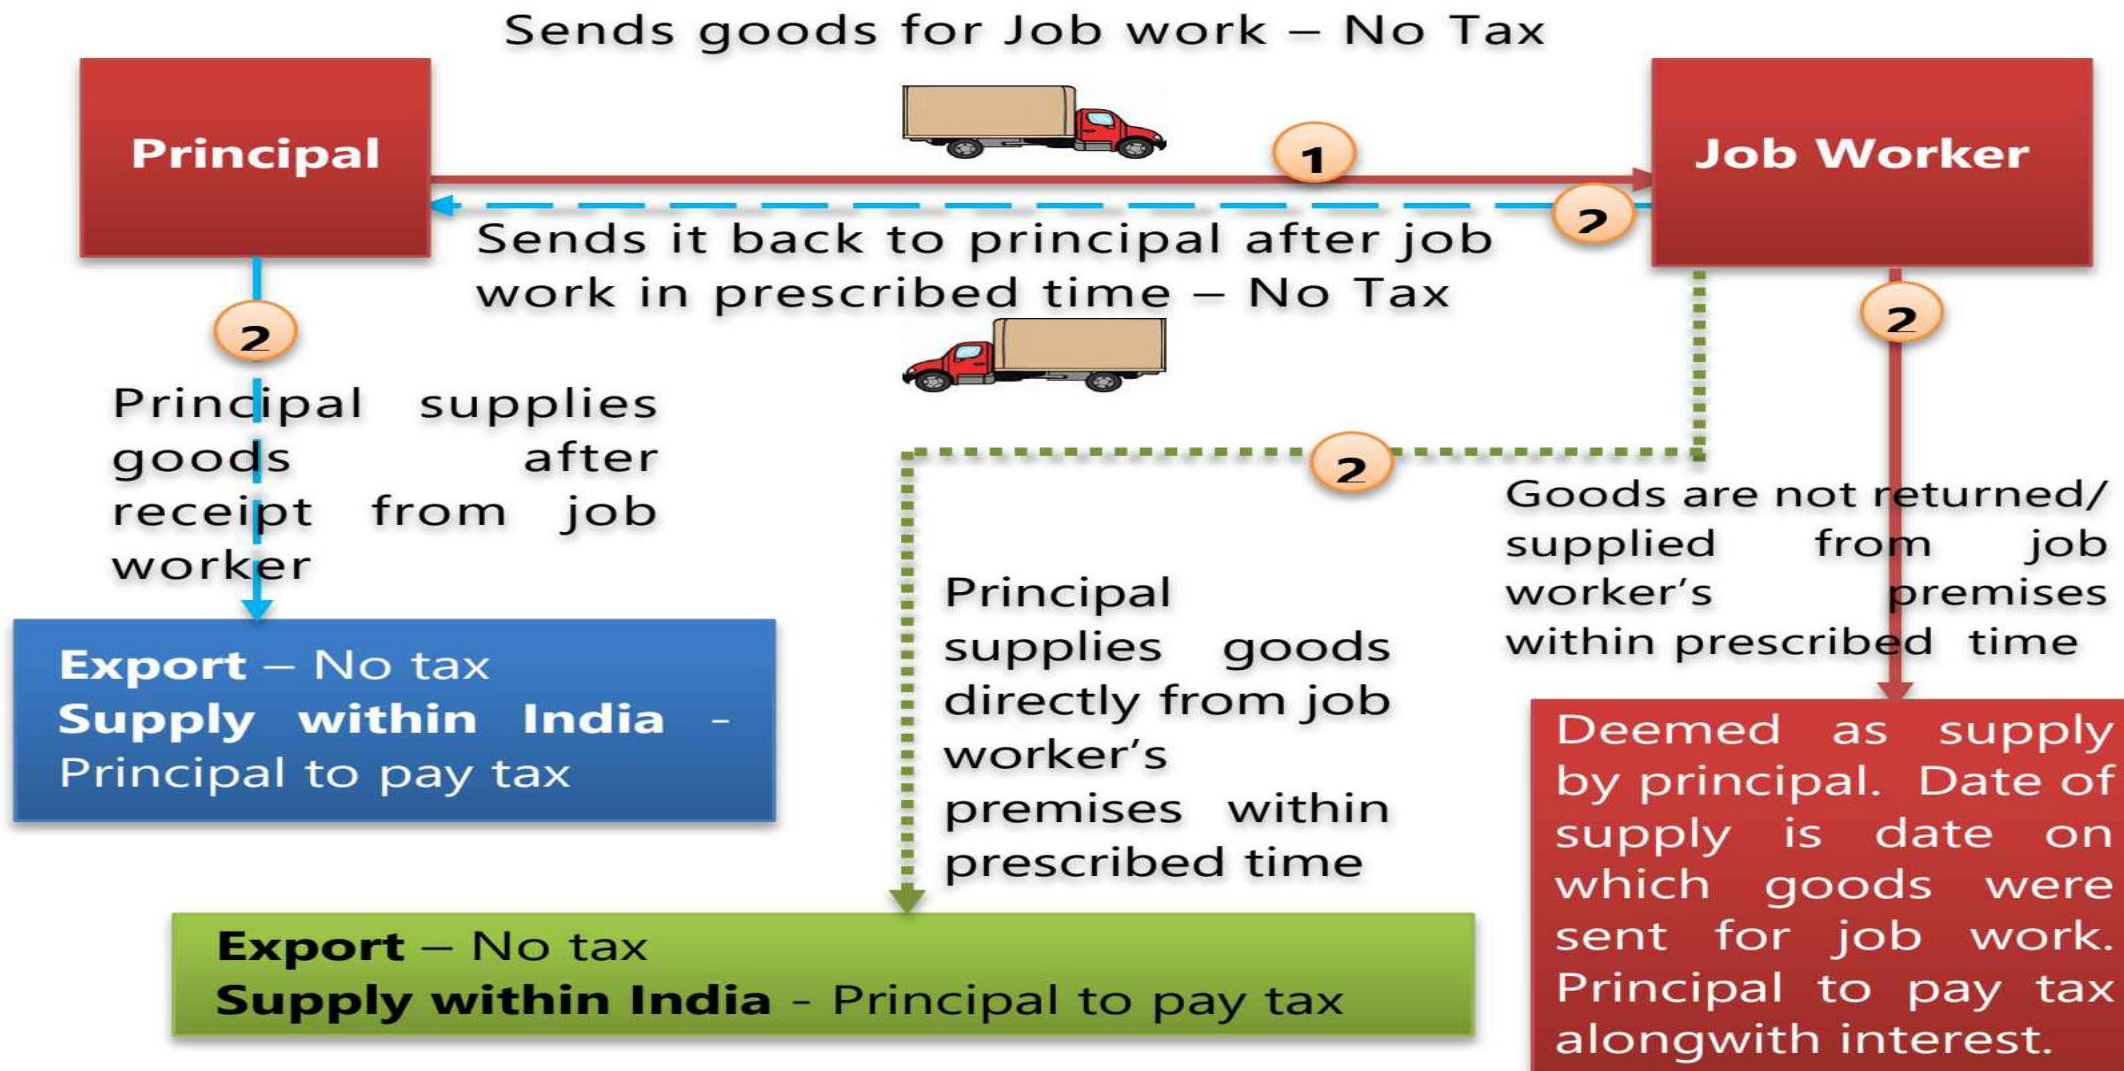 Sends goods for Job work – No Tax
Principal
Job Worker
1
2
Sends it back to principal after job
work in prescribed time – No Tax
2
2
Principal supplies
goods after
receipt from job
worker
2
Goods are not returned/
supplied from job
worker’s premises
within prescribed time
Principal
supplies goods
directly from job
worker’s
premises within
prescribed time
Export – No tax
Supply within India -
Principal to pay tax
Deemed as supply
by principal. Date of
supply is date on
which goods were
sent for job work.
Principal to pay tax
alongwith interest.
Export – No tax
Supply within India - Principal to pay tax